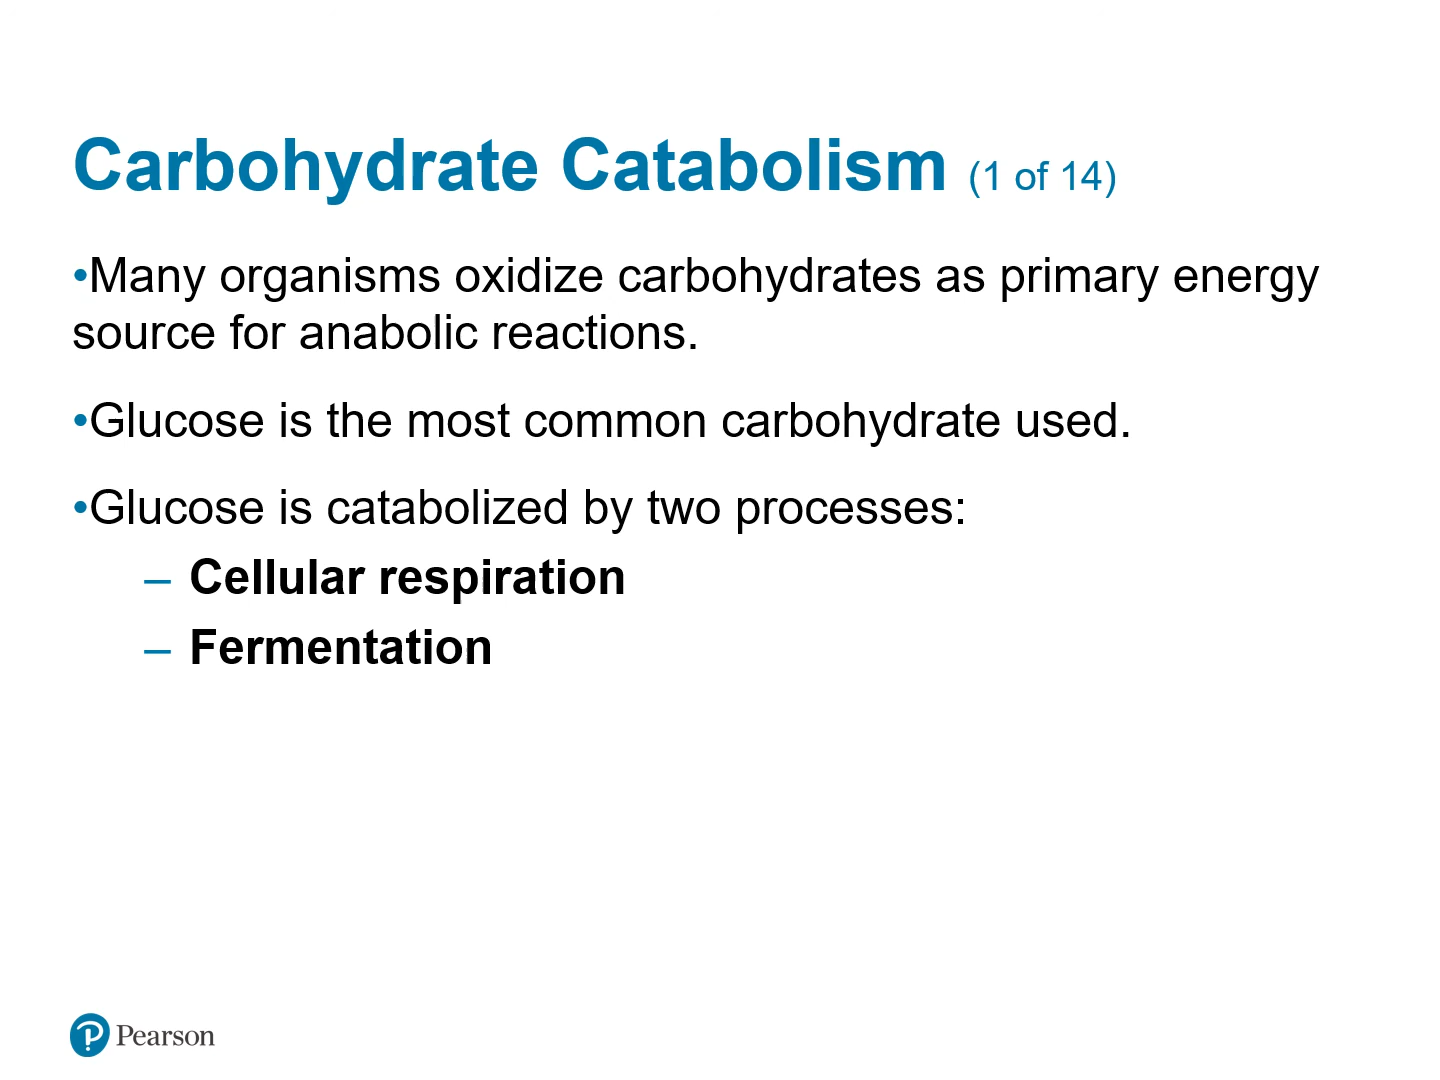 Carbohydrate Catabolism (1 of 14)
•Many organisms oxidize carbohydrates as primary energy
source for anabolic reactions.
•Glucose is the most common carbohydrate used.
•Glucose is catabolized by two processes:
– Cellular respiration
– Fermentation
Pearson